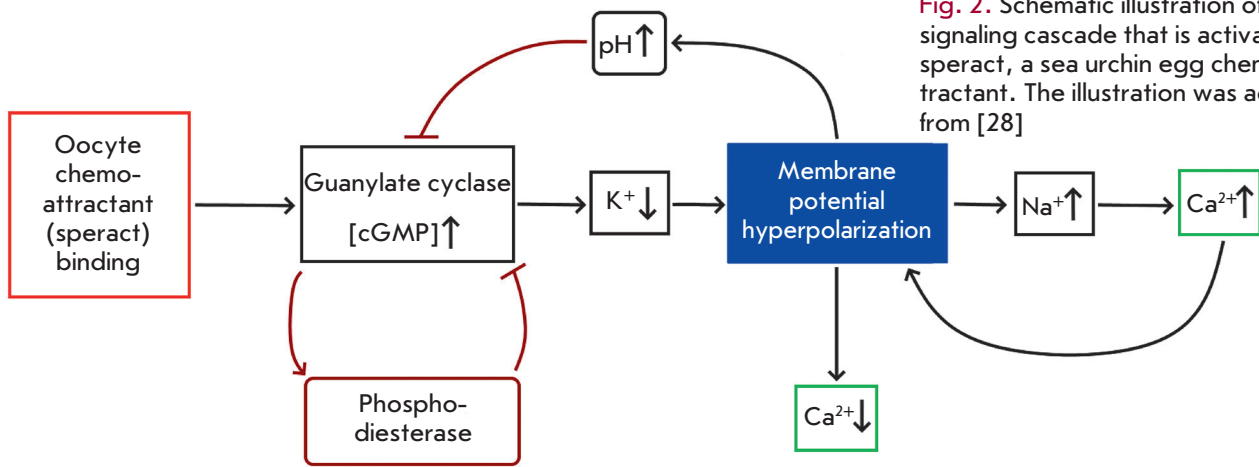 Fig. 2. Schematic illustration of
signaling cascade that is activa
speract, a sea urchin egg chem
tractant. The illustration was a
from [28]
pH↑
Oocyte
chemo-
attractant
(speract)
binding
Guanylate cyclase
[cGMP]↑
K⁺↓
Membrane
potential
hyperpolarization
Na⁺↑
Ca²⁺↑
Phospho-
diesterase
Ca²⁺↓